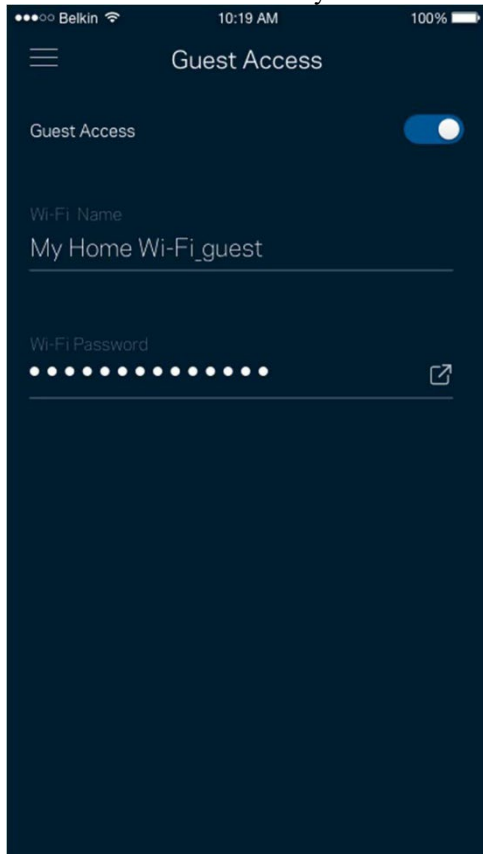 Belkin 10:19 AM 100%
Guest Access
Guest Access
Wi-Fi Name
My Home Wi-Fi_guest
Wi-Fi Password
••••••••••••••